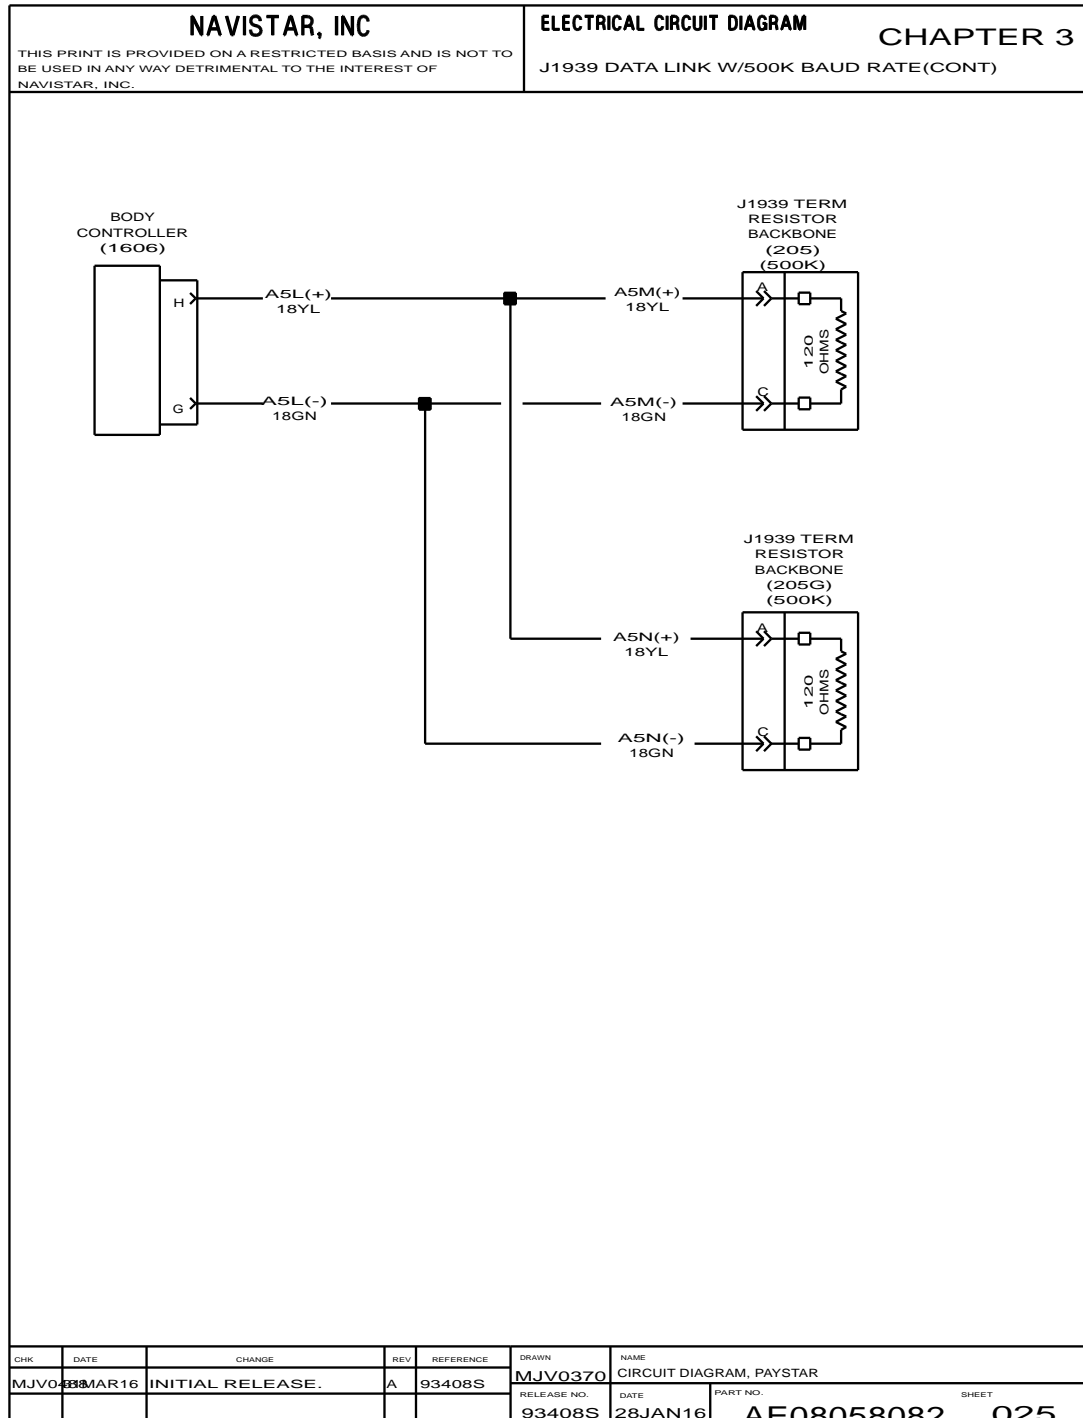 NAVISTAR, INC
THIS PRINT IS PROVIDED ON A RESTRICTED BASIS AND IS NOT TO
BE USED IN ANY WAY DETRIMENTAL TO THE INTEREST OF
NAVISTAR, INC.
ELECTRICAL CIRCUIT DIAGRAM
CHAPTER 3
J1939 DATA LINK W/500K BAUD RATE(CONT)
BODY
CONTROLLER
(1606)
H
G
A5L(+)
18YL
A5L(-)
18GN
A5M(+)
18YL
A5M(-)
18GN
J1939 TERM
RESISTOR
BACKBONE
(205)
(500K)
A
C
120
OHMS
J1939 TERM
RESISTOR
BACKBONE
(205G)
(500K)
A5N(+)
18YL
A5N(-)
18GN
A
C
120
OHMS
CHK DATE CHANGE REV REFERENCE
MAR16 INITIAL RELEASE. A 93408S
DRAWN
MJV0370
NAME
CIRCUIT DIAGRAM, PAYSTAR
RELEASE NO.
93408S
DATE
28JAN16
PART NO.
AE08058082
SHEET
025